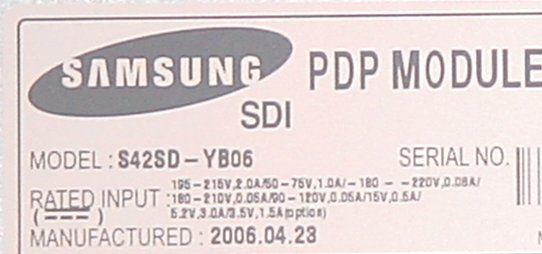 SAMSUNG
SDI
PDP MODULE
MODEL : S42SD-YB06
SERIAL NO.
RATED INPUT : 195-215V,2.0A/50-75V,1.0A/-180--220V,0.08A/
180-210V,0.05A/90-120V,0.05A/15V,0.5A/
5.2V,3.0A/3.5V,1.5A(option)
MANUFACTURED : 2006.04.23